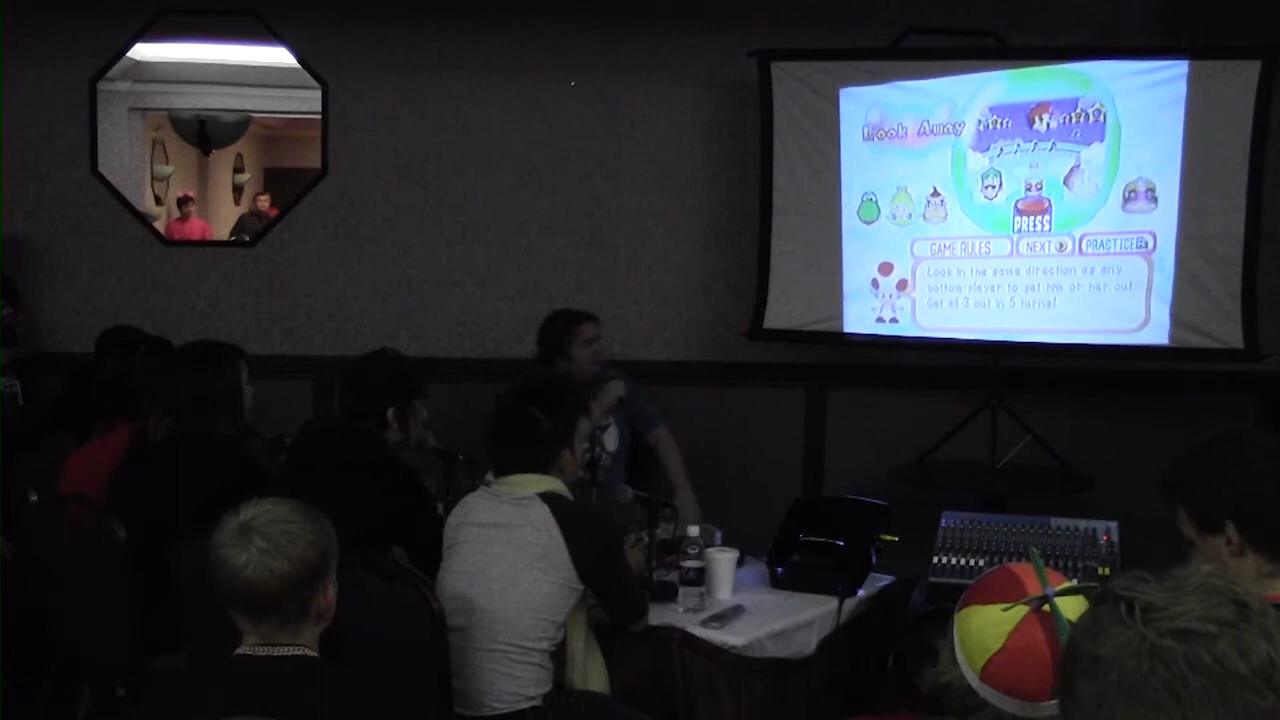 Look Away
PRESS
GAME RULES
NEXT
PRACTICE
Look in the same direction as any
bottom player to get him or her out.
Get all 3 out in 5 turns!